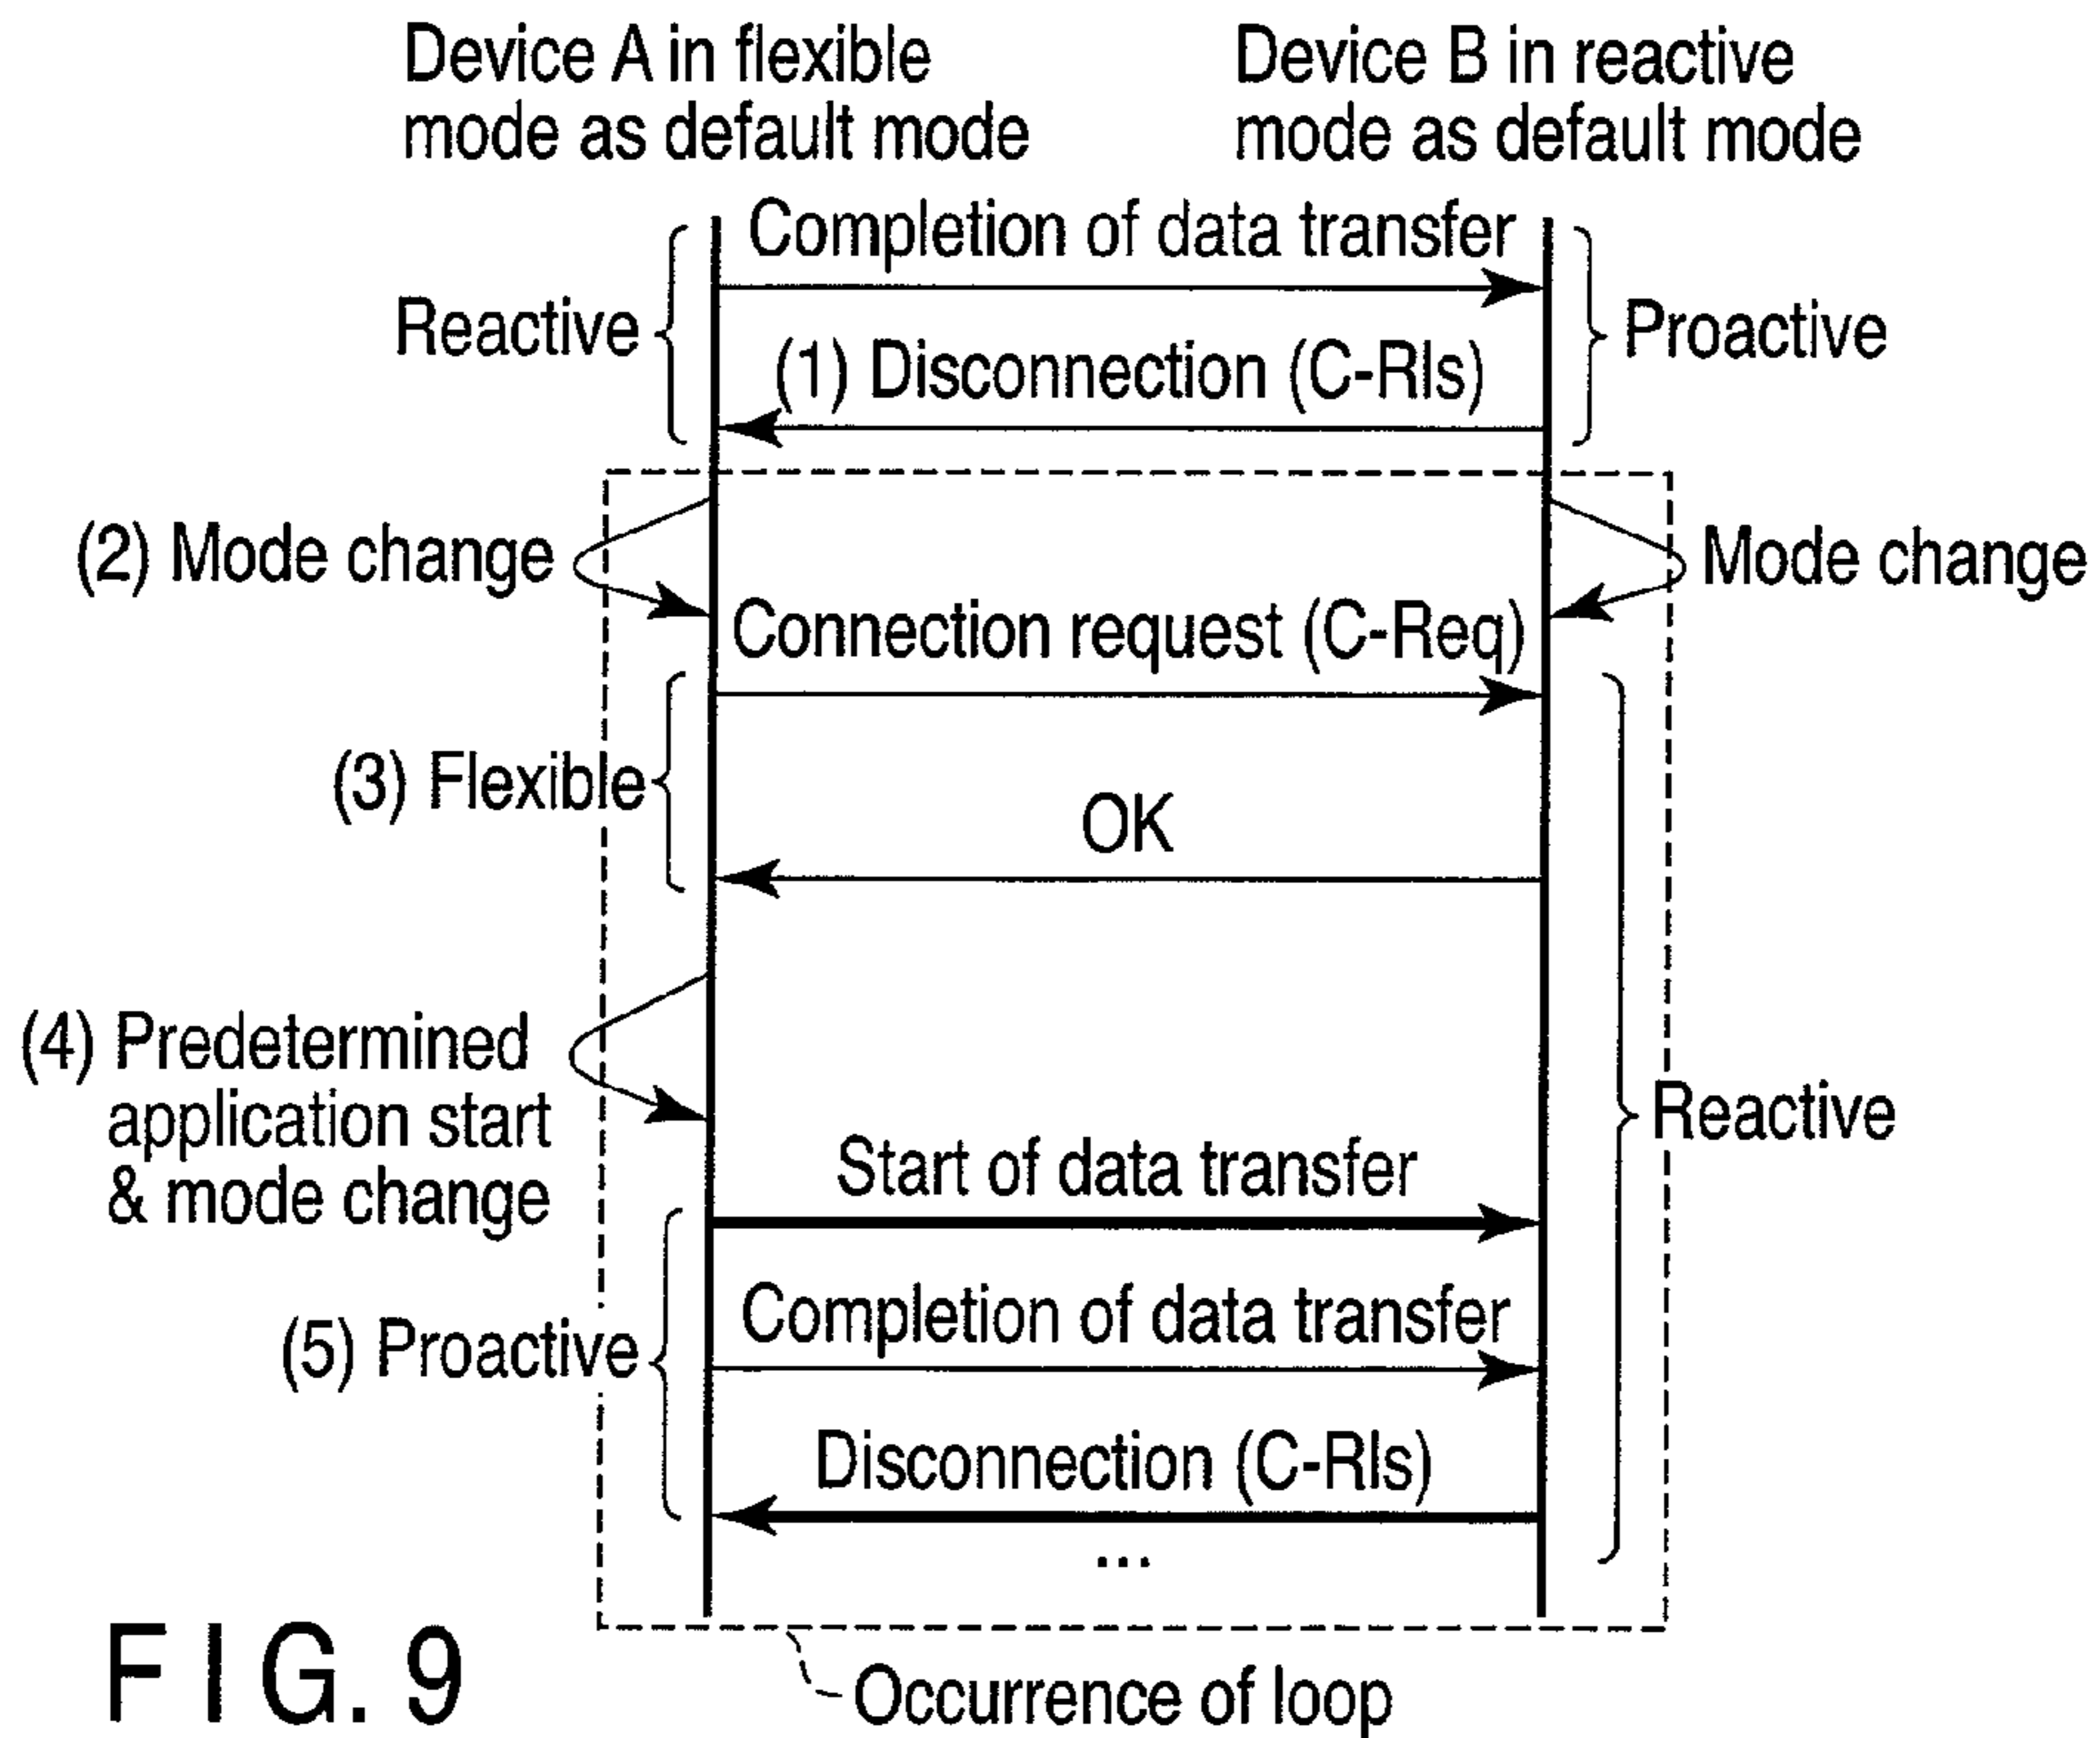 Device A in flexible
mode as default mode
Device B in reactive
mode as default mode
Completion of data transfer
Reactive
Proactive
(1) Disconnection (C-Rls)
(2) Mode change
Mode change
Connection request (C-Req)
(3) Flexible
OK
(4) Predetermined
application start
& mode change
Reactive
Start of data transfer
(5) Proactive
Completion of data transfer
Disconnection (C-Rls)
...
FIG. 9
Occurrence of loop